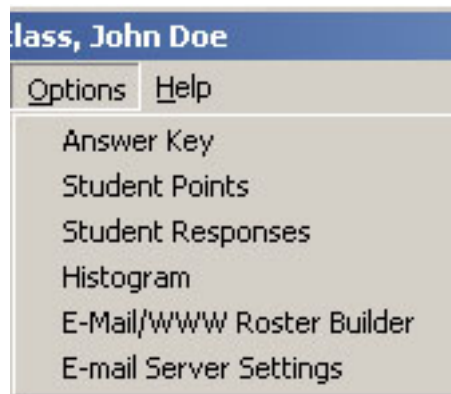 lass, John Doe
Options Help
Answer Key
Student Points
Student Responses
Histogram
E-Mail/WWW Roster Builder
E-mail Server Settings